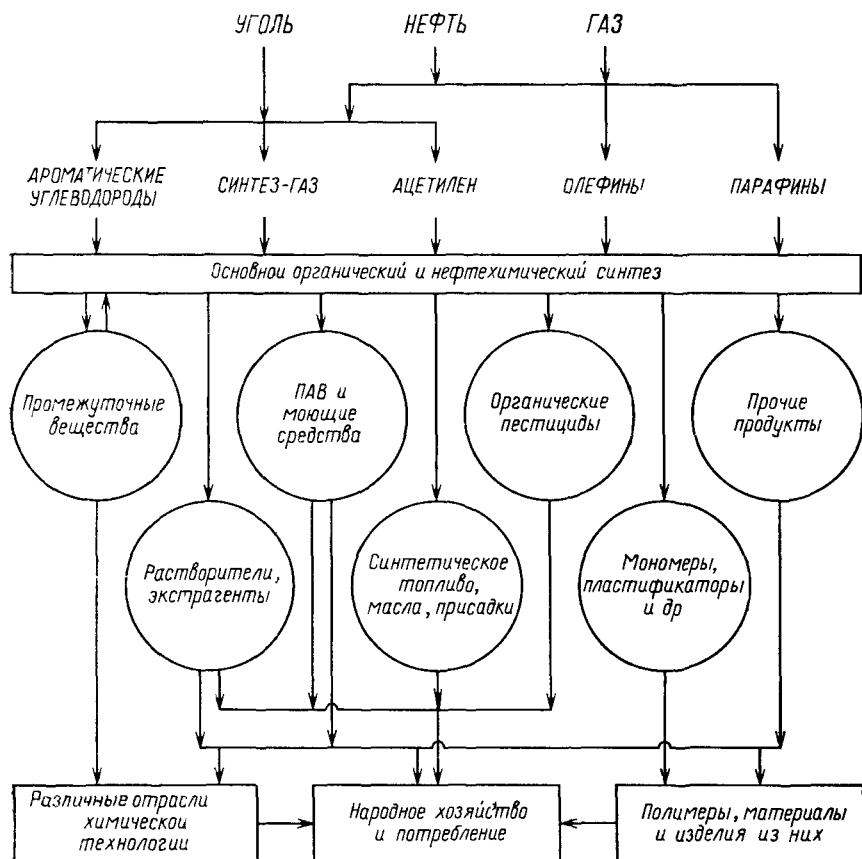 УГОЛЬ НЕФТЬ ГАЗ
АРОМАТИЧЕСКИЕ
УГЛЕВОДОРОДЫ
СИНТЕЗ-ГАЗ
АЦЕТИЛЕН
ОЛЕФИНЫ
ПАРАФИНЫ
Основной органический и нефтехимический синтез
Промежуточные
вещества
ПАВ и
моющие
средства
Органические
пестициды
Прочие
продукты
Растворители,
экстрагенты
Синтетическое
топливо,
масла, присадки
Мономеры,
пластификаторы
и др
Различные отрасли
химической
технологии
Народное хозяйство
и потребление
Полимеры, материалы
и изделия из них